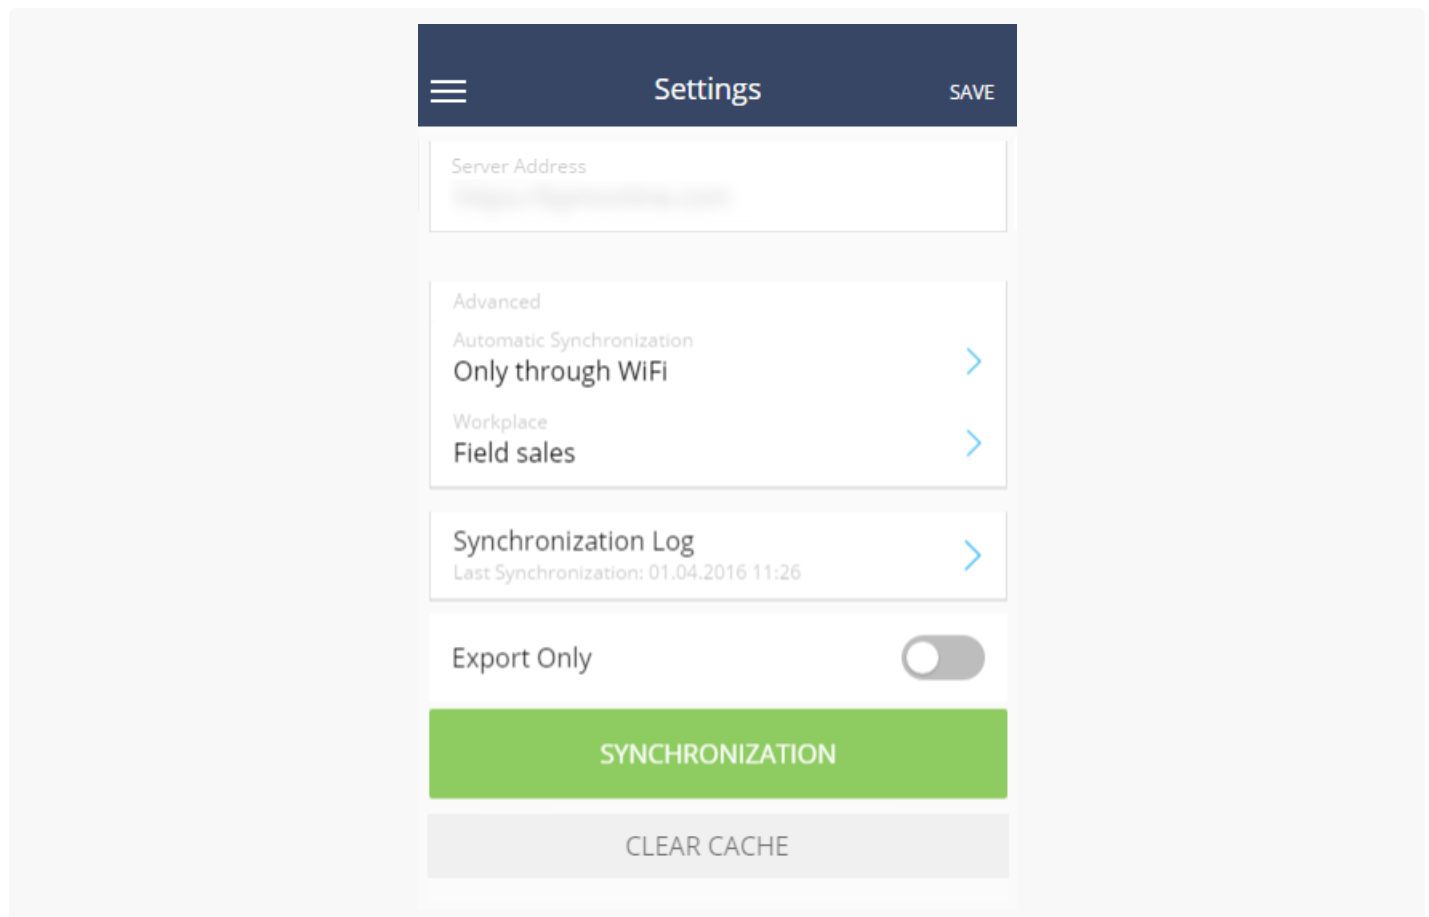 Settings
SAVE
Server Address
Advanced
Automatic Synchronization
Only through WiFi
Workplace
Field sales
Synchronization Log
Last Synchronization: 01.04.2016 11:26
Export Only
SYNCHRONIZATION
CLEAR CACHE